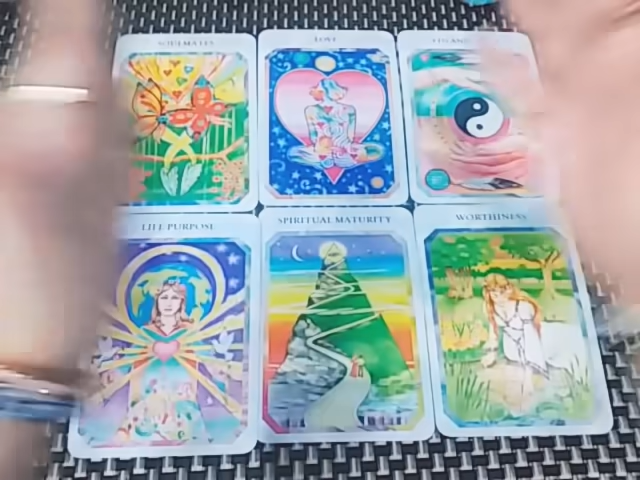 SOULMATES
LOVE
LIFE PURPOSE
SPIRITUAL MATURITY
WORTHINESS